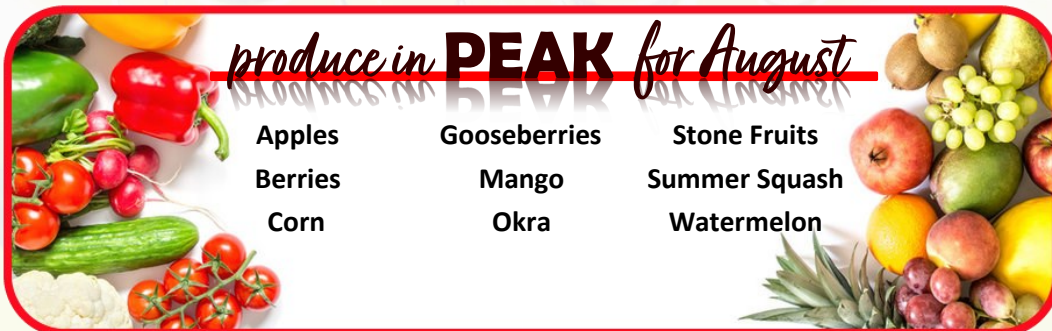 produce in PEAK for August
Apples
Berries
Corn
Gooseberries
Mango
Okra
Stone Fruits
Summer Squash
Watermelon